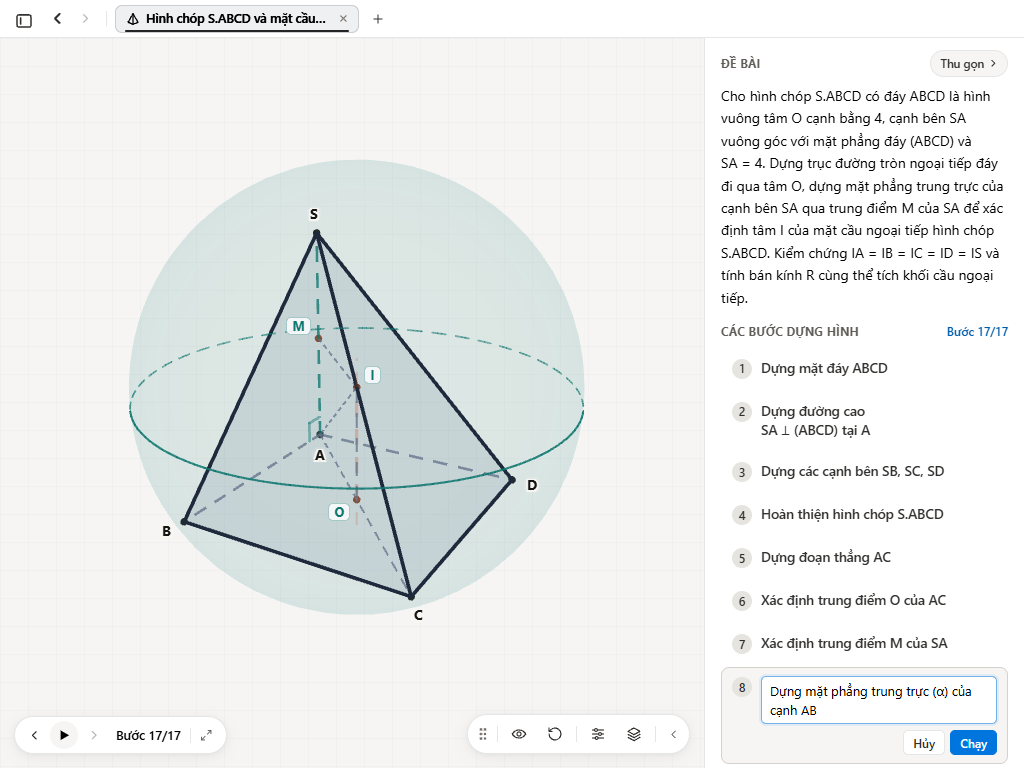 Hình chóp S.ABCD và mặt cầu...
ĐỀ BÀI
Thu gọn
Cho hình chóp S.ABCD có đáy ABCD là hình
vuông tâm O cạnh bằng 4, cạnh bên SA
vuông góc với mặt phẳng đáy (ABCD) và
SA = 4. Dựng trục đường tròn ngoại tiếp đáy
đi qua tâm O, dựng mặt phẳng trung trực của
cạnh bên SA qua trung điểm M của SA để xác
định tâm I của mặt cầu ngoại tiếp hình chóp
S.ABCD. Kiểm chứng IA = IB = IC = ID = IS và
tính bán kính R cùng thể tích khối cầu ngoại
tiếp.
CÁC BƯỚC DỰNG HÌNH
Bước 17/17
1 Dựng mặt đáy ABCD
2 Dựng đường cao
SA ⊥ (ABCD) tại A
3 Dựng các cạnh bên SB, SC, SD
4 Hoàn thiện hình chóp S.ABCD
5 Dựng đoạn thẳng AC
6 Xác định trung điểm O của AC
7 Xác định trung điểm M của SA
8 Dựng mặt phẳng trung trực (α) của
cạnh AB
Hủy
Chạy
S
M
I
A
D
O
B
C
Bước 17/17